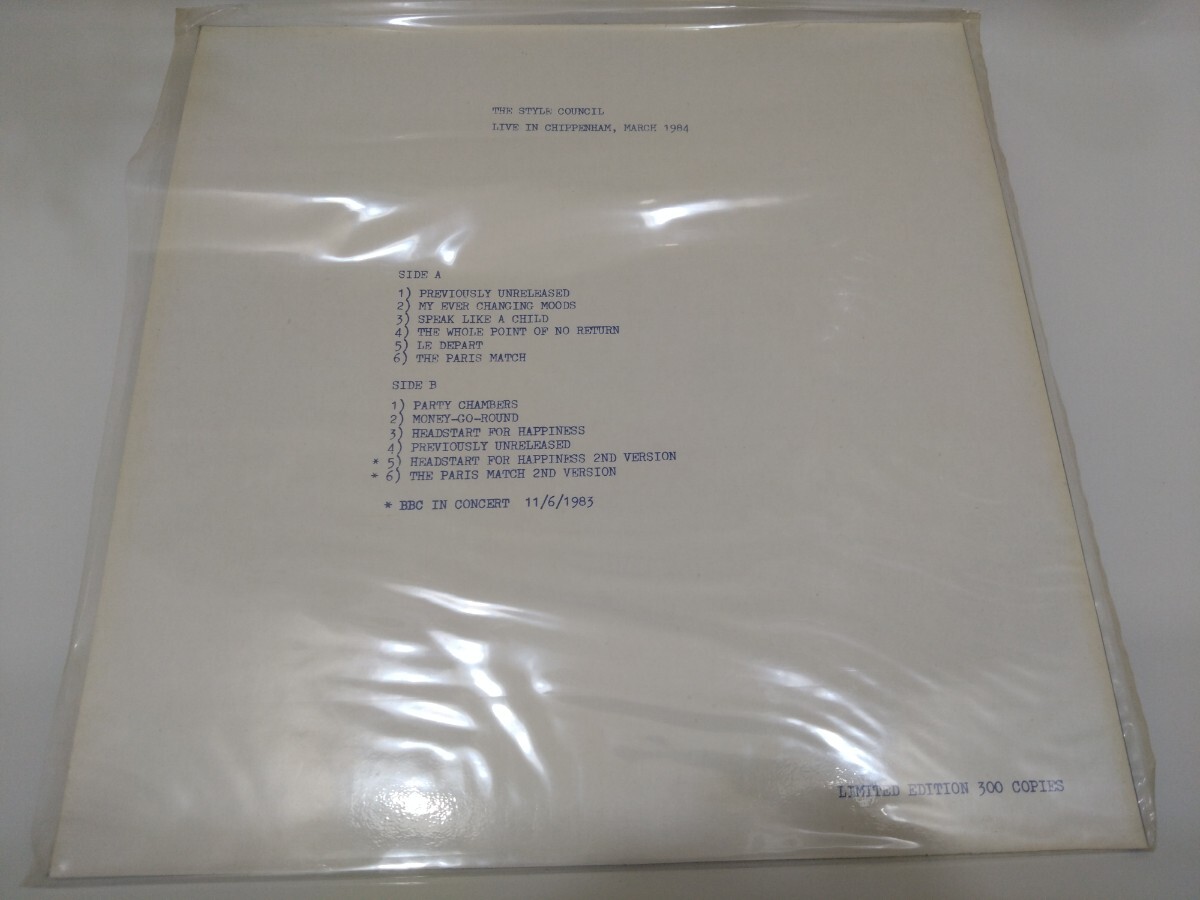 THE STYLE COUNCIL
LIVE IN CHIPPENHAM, MARCH 1984
SIDE A
1) PREVIOUSLY UNRELEASED
2) MY EVER CHANGING MOODS
3) SPEAK LIKE A CHILD
4) THE WHOLE POINT OF NO RETURN
5) LE DEPART
6) THE PARIS MATCH
SIDE B
1) PARTY CHAMBERS
2) MONEY-GO-ROUND
3) HEADSTART FOR HAPPINESS
4) PREVIOUSLY UNRELEASED
* 5) HEADSTART FOR HAPPINESS 2ND VERSION
* 6) THE PARIS MATCH 2ND VERSION
* BBC IN CONCERT 11/6/1983
LIMITED EDITION 300 COPIES